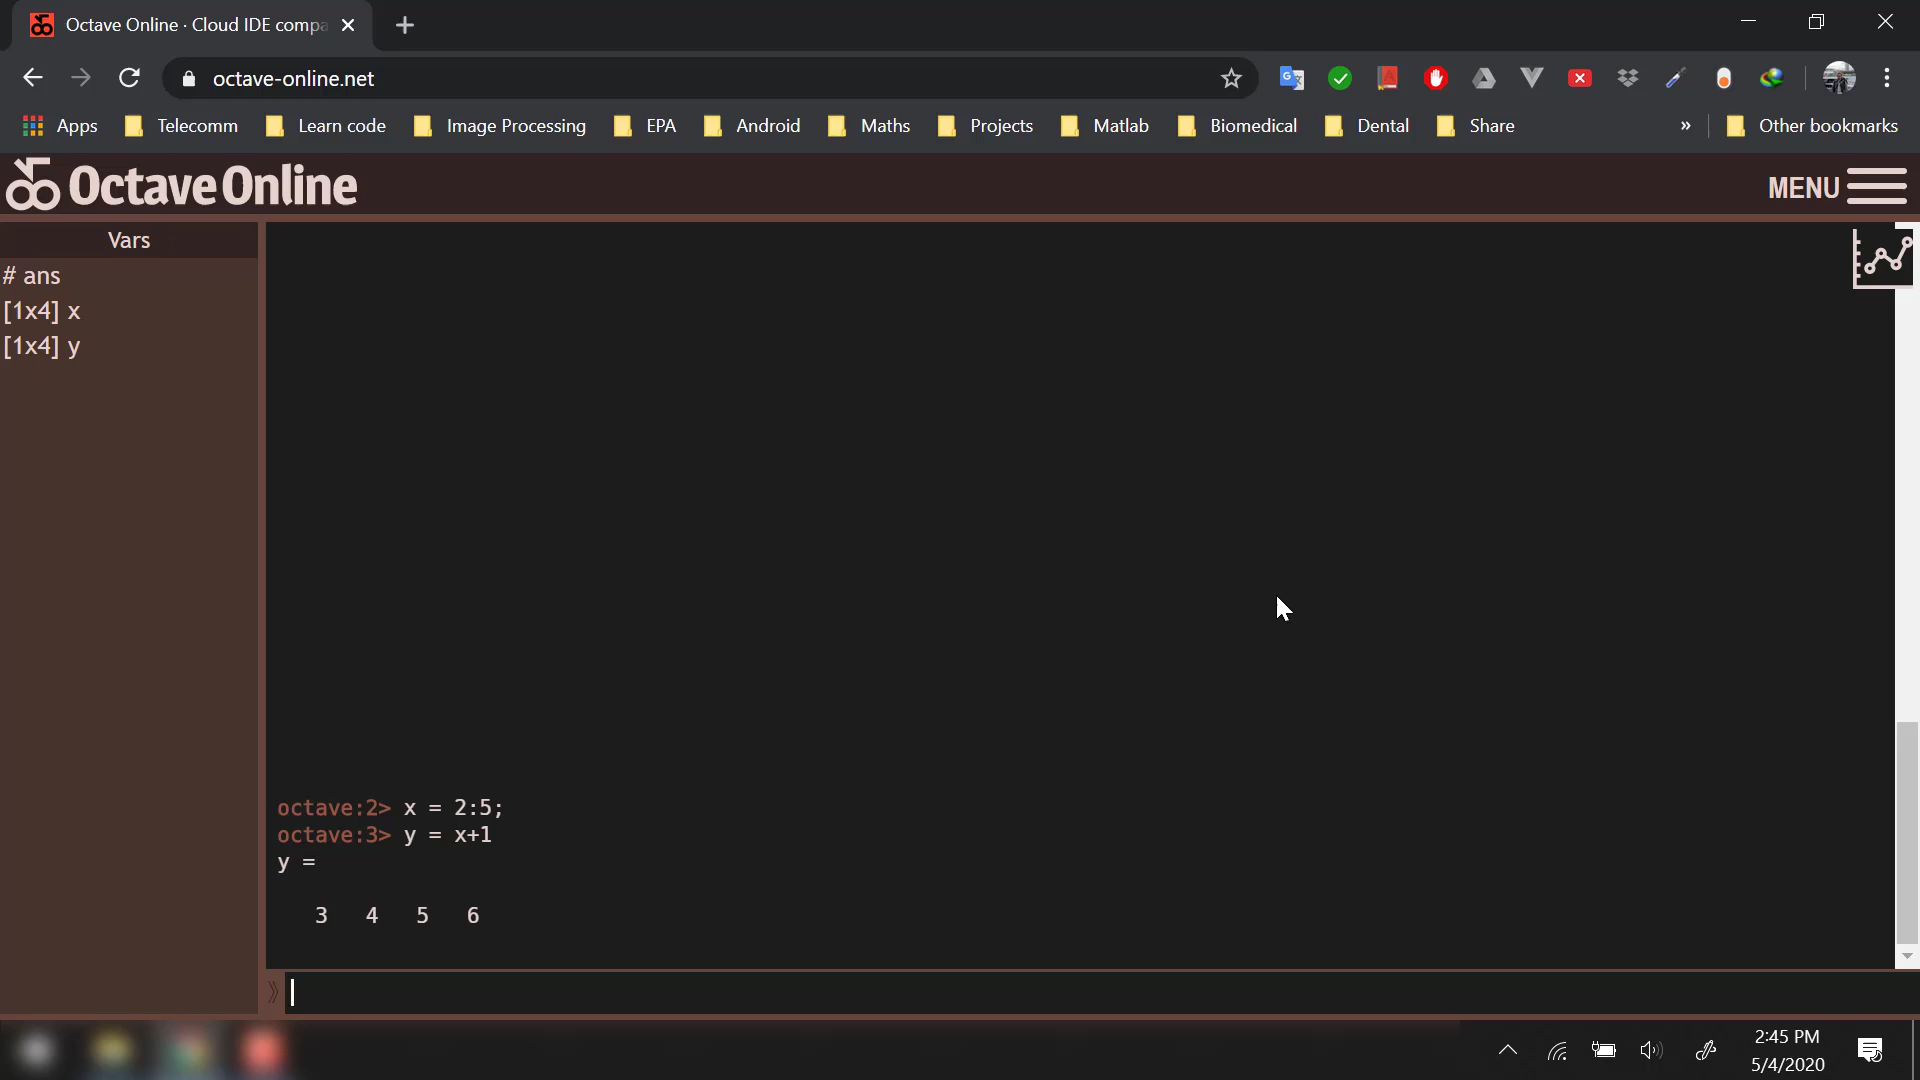 Octave Online · Cloud IDE compa
octave-online.net
Apps Telecomm Learn code Image Processing EPA Android Maths Projects Matlab Biomedical Dental Share » Other bookmarks
Octave Online
MENU
Vars
# ans
[1x4] x
[1x4] y
octave:2> x = 2:5;
octave:3> y = x+1
y =
3 4 5 6
2:45 PM
5/4/2020